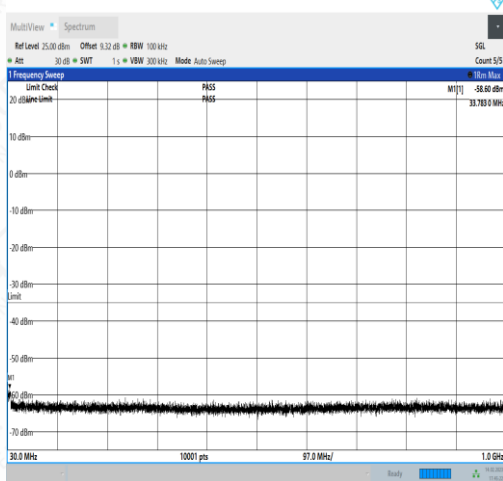 MultiView Spectrum
Ref Level 25.00 dBm Offset 9.32 dB RBW 100 kHz SGL
Att 30 dB SWT 1 s VBW 300 kHz Mode Auto Sweep Count 5/5
1 Frequency Sweep 1Rm Max
Limit Check PASS M1[1] -58.60 dBm
20 dBm Line Limit PASS 33.783 0 MHz
10 dBm
0 dBm
-10 dBm
-20 dBm
-30 dBm
Limit
-40 dBm
-50 dBm
M1
-60 dBm
-70 dBm
30.0 MHz 10001 pts 97.0 MHz/ 1.0 GHz
Ready